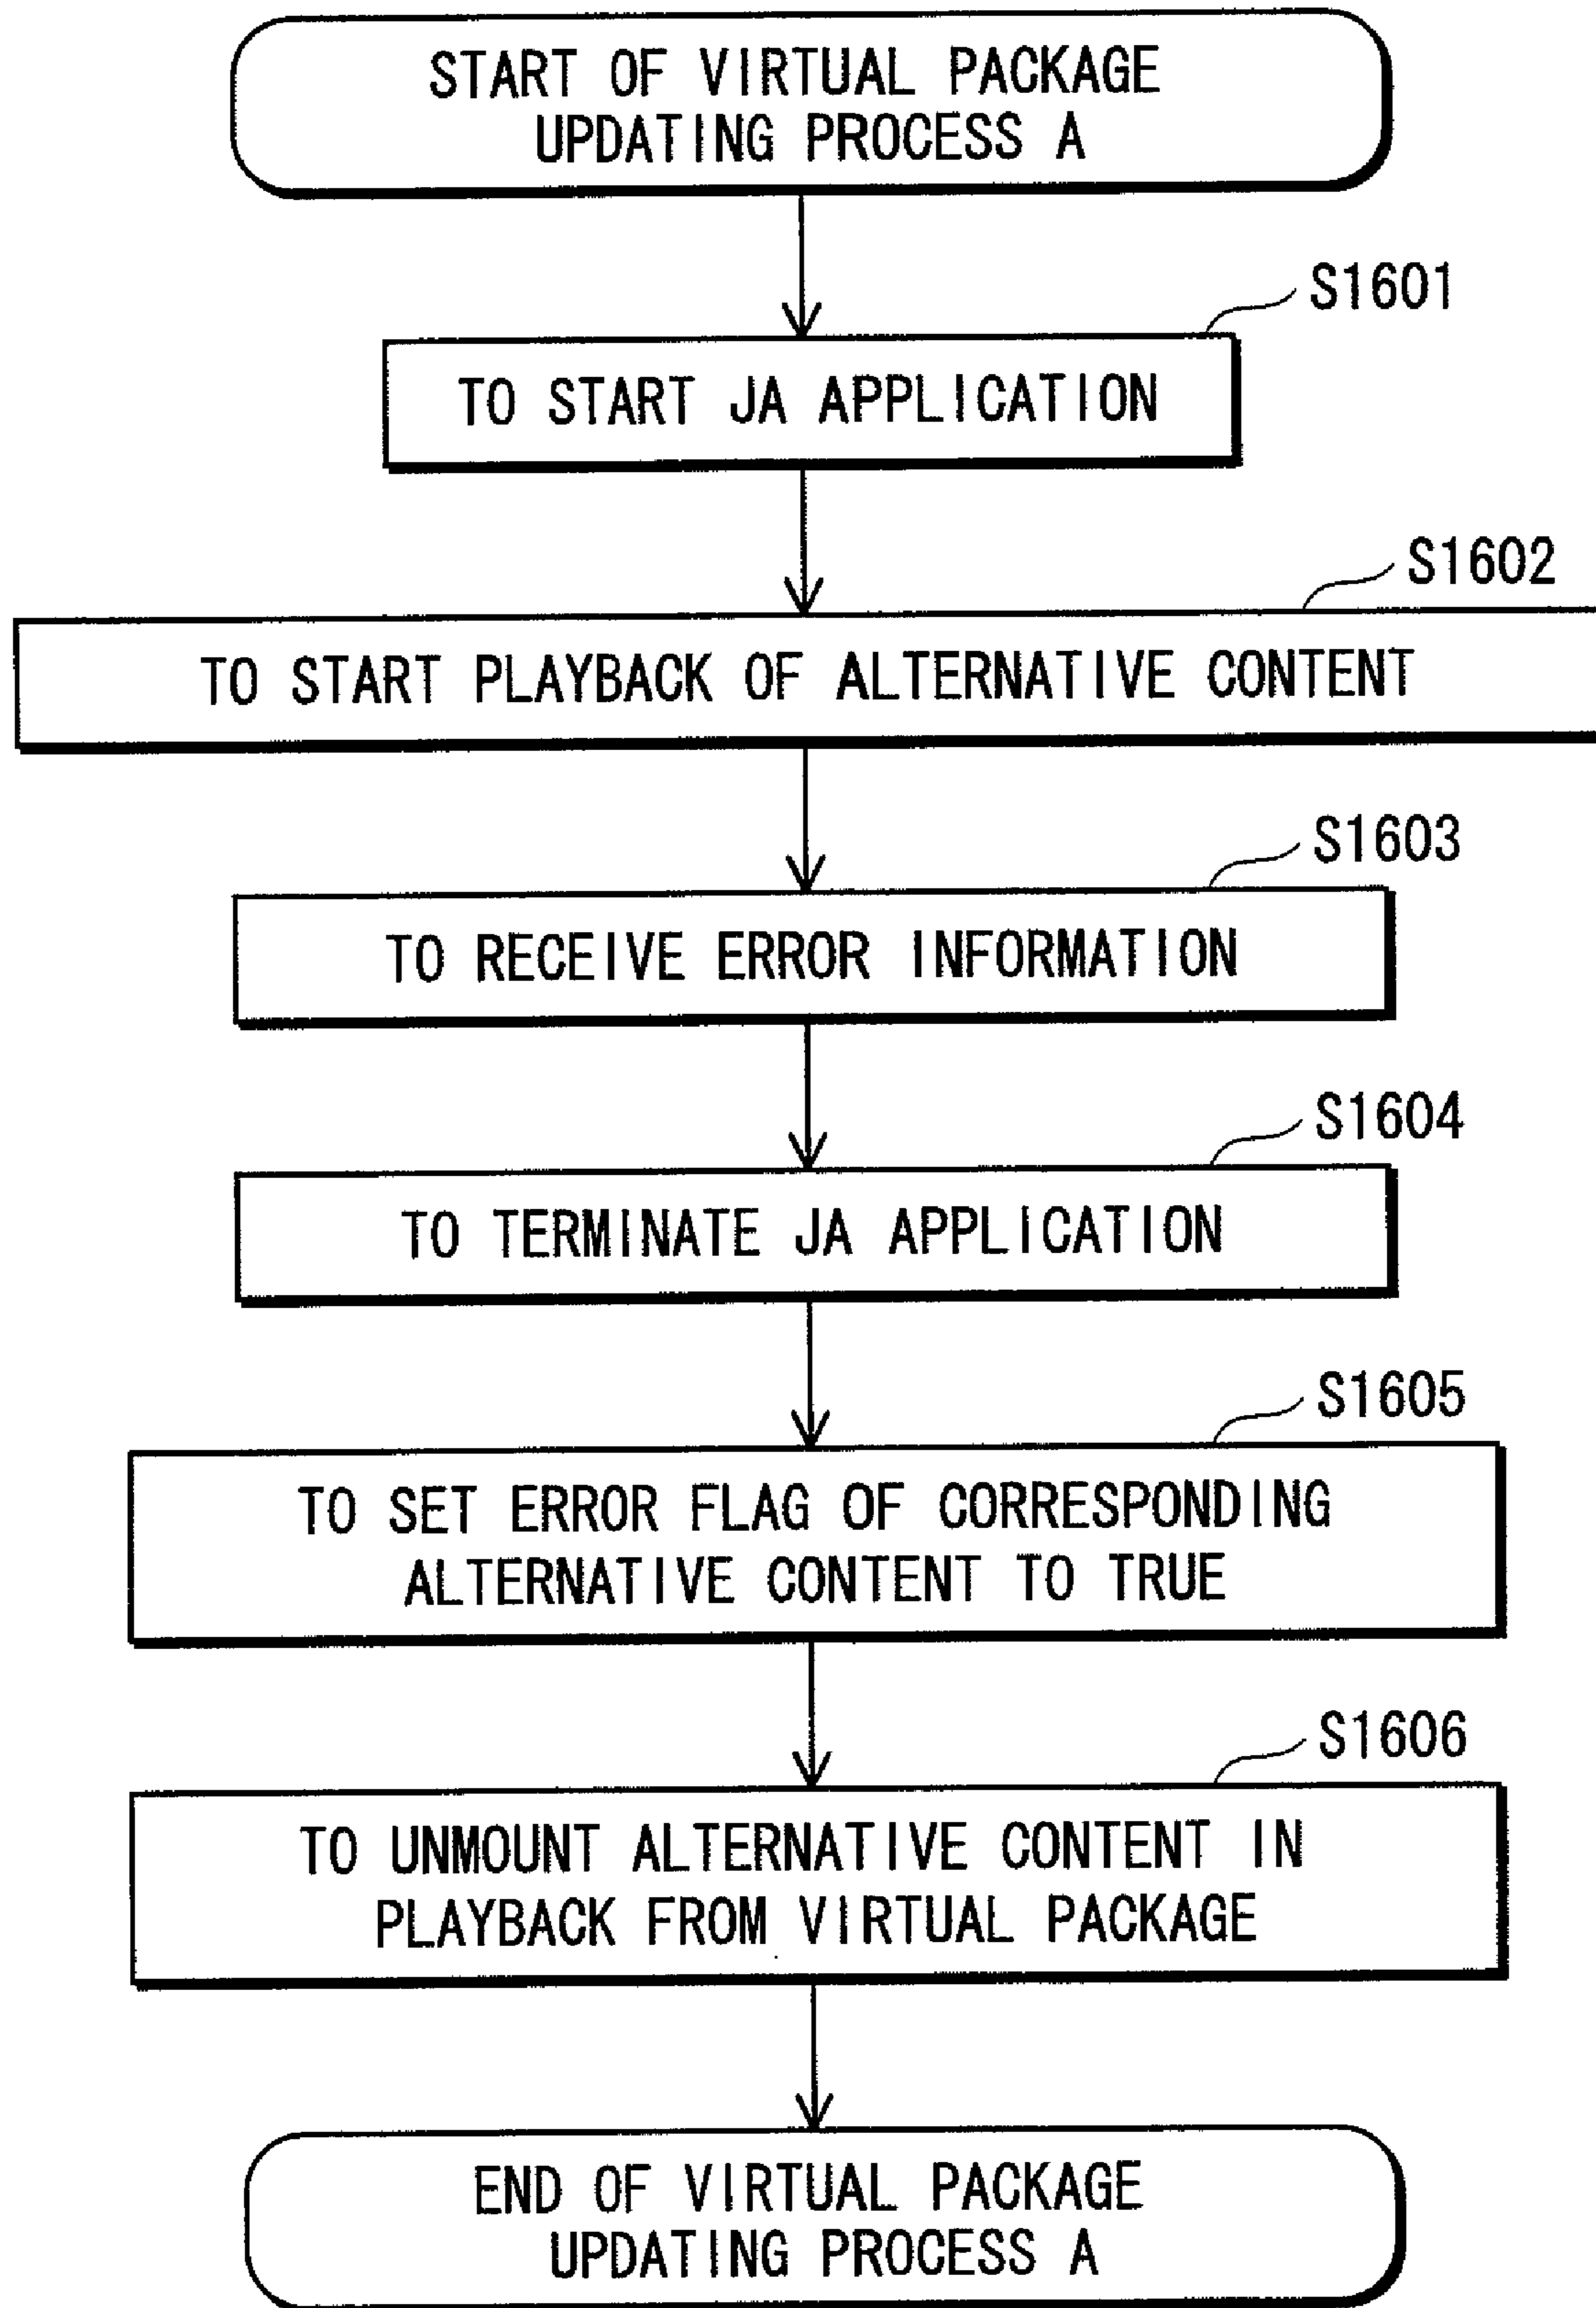 START OF VIRTUAL PACKAGE
UPDATING PROCESS A
S1601
TO START JA APPLICATION
S1602
TO START PLAYBACK OF ALTERNATIVE CONTENT
S1603
TO RECEIVE ERROR INFORMATION
S1604
TO TERMINATE JA APPLICATION
S1605
TO SET ERROR FLAG OF CORRESPONDING
ALTERNATIVE CONTENT TO TRUE
S1606
TO UNMOUNT ALTERNATIVE CONTENT IN
PLAYBACK FROM VIRTUAL PACKAGE
END OF VIRTUAL PACKAGE
UPDATING PROCESS A